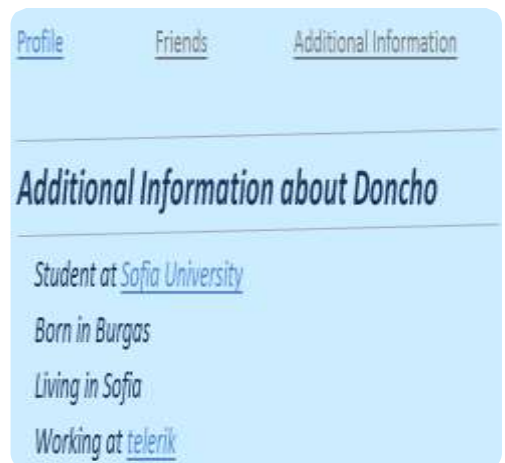 Profile Friends Additional Information
Additional Information about Doncho
Student at Sofia University
Born in Burgas
Living in Sofia
Working at telerik